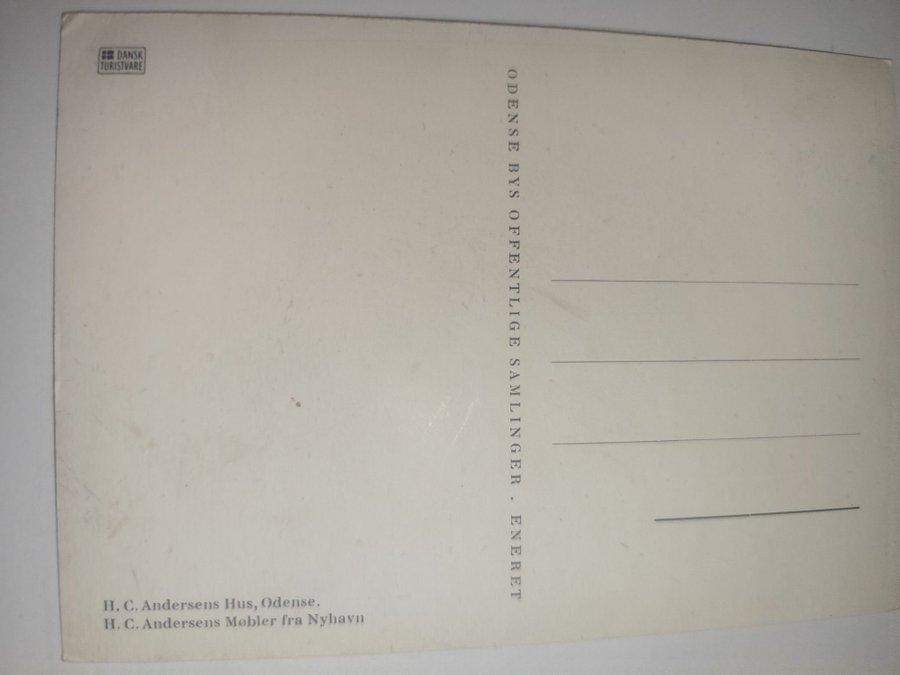 DANSK
TURISTVARE
ODENSE BYS OFFENTLIGE SAMLINGER . ENERET
H. C. Andersens Hus, Odense.
H. C. Andersens Møbler fra Nyhavn